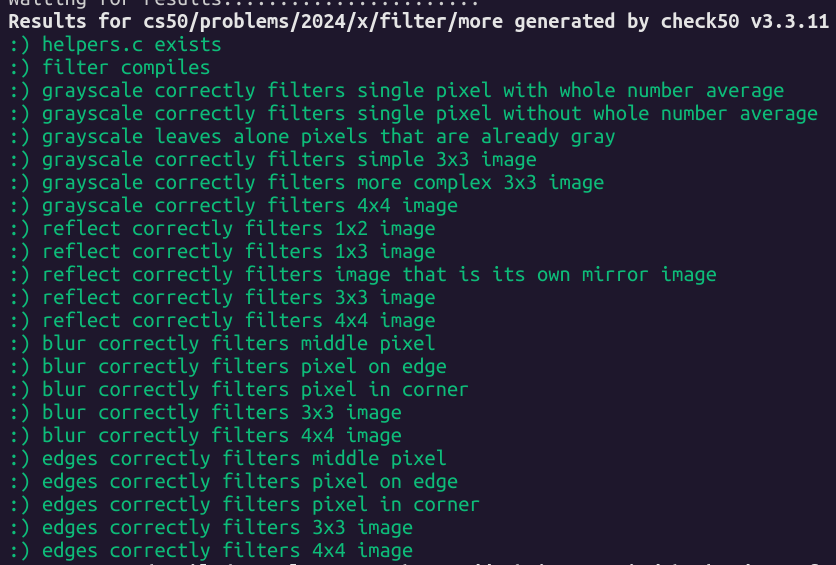 Waiting for results.......................
Results for cs50/problems/2024/x/filter/more generated by check50 v3.3.11
:) helpers.c exists
:) filter compiles
:) grayscale correctly filters single pixel with whole number average
:) grayscale correctly filters single pixel without whole number average
:) grayscale leaves alone pixels that are already gray
:) grayscale correctly filters simple 3x3 image
:) grayscale correctly filters more complex 3x3 image
:) grayscale correctly filters 4x4 image
:) reflect correctly filters 1x2 image
:) reflect correctly filters 1x3 image
:) reflect correctly filters image that is its own mirror image
:) reflect correctly filters 3x3 image
:) reflect correctly filters 4x4 image
:) blur correctly filters middle pixel
:) blur correctly filters pixel on edge
:) blur correctly filters pixel in corner
:) blur correctly filters 3x3 image
:) blur correctly filters 4x4 image
:) edges correctly filters middle pixel
:) edges correctly filters pixel on edge
:) edges correctly filters pixel in corner
:) edges correctly filters 3x3 image
:) edges correctly filters 4x4 image